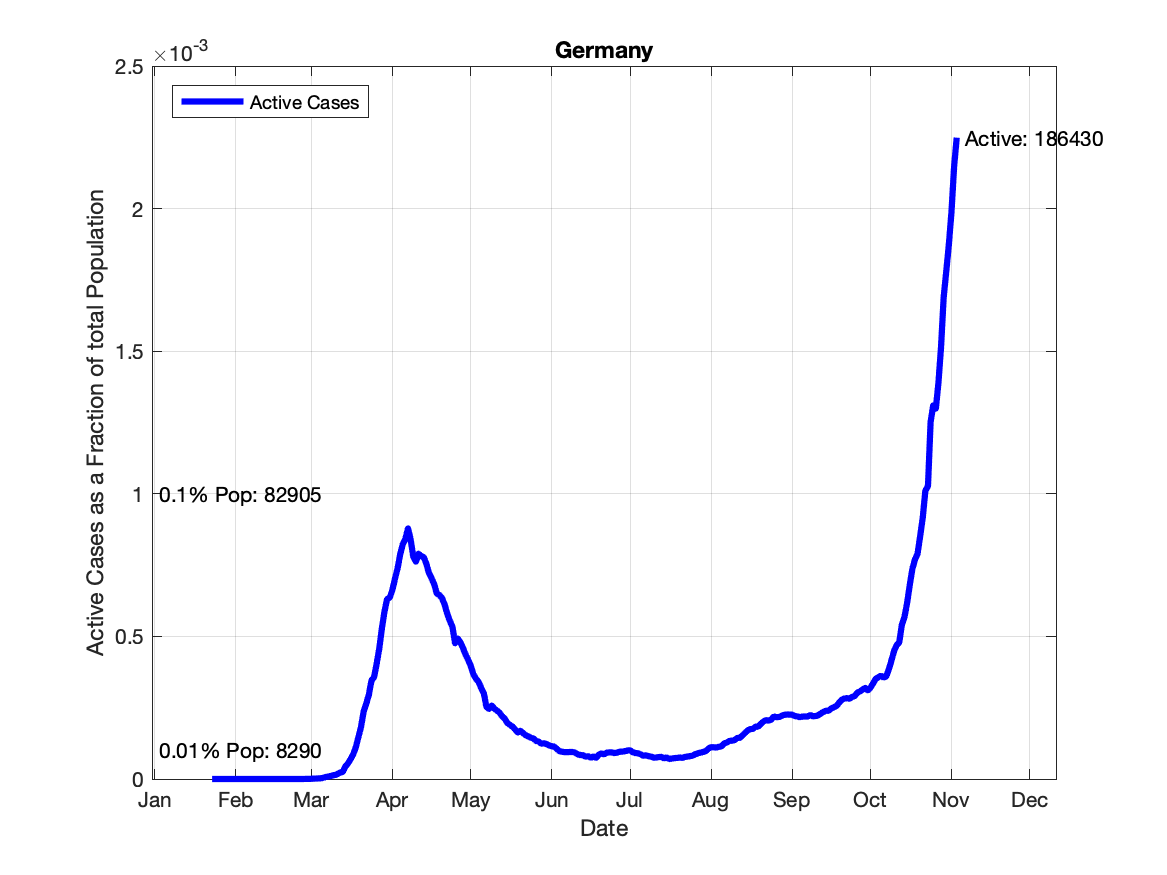 Germany
×10-3
2.5
2
1.5
1
0.5
0
Active Cases
Active: 186430
0.1% Pop: 82905
0.01% Pop: 8290
Active Cases as a Fraction of total Population
Jan Feb Mar Apr May Jun Jul Aug Sep Oct Nov Dec
Date